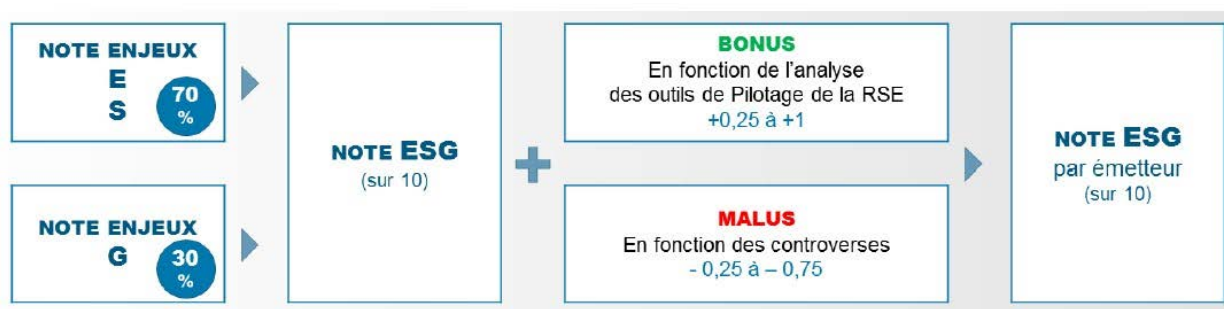 NOTE ENJEUX
E
S
70
%
NOTE ENJEUX
G
30
%
NOTE ESG
(sur 10)
BONUS
En fonction de l'analyse
des outils de Pilotage de la RSE
+0,25 à +1
MALUS
En fonction des controverses
- 0,25 à – 0,75
NOTE ESG
par émetteur
(sur 10)